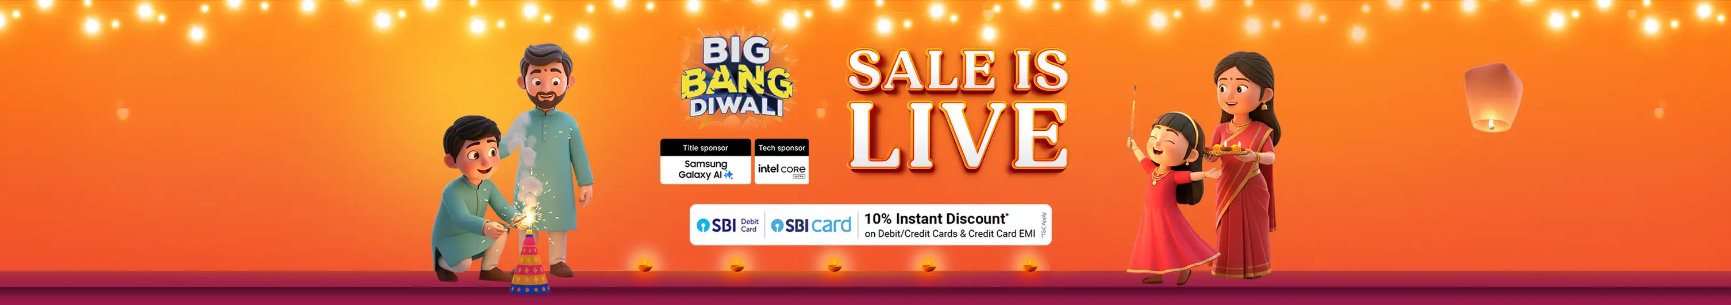 BIG
BANG
DIWALI
Title sponsor
Samsung
Galaxy AI
Tech sponsor
intel CORE
ULTRA
SALE IS
LIVE
SBI Debit
Card
SBI card
10% Instant Discount*
on Debit/Credit Cards & Credit Card EMI
*T&C Apply